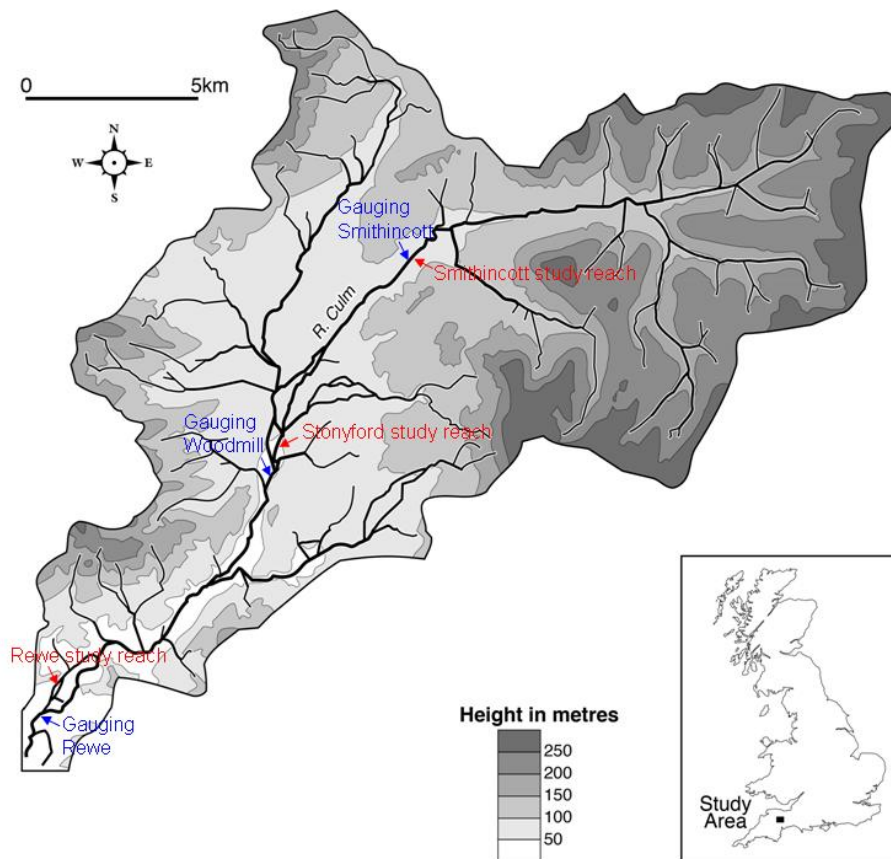 0 5km
N
W E
S
Gauging
Smithincott
Smithincott study reach
R. Culm
Gauging
Woodmill
Stonyford study reach
Rewe study reach
Gauging
Rewe
Height in metres
250
200
150
100
50
Study
Area